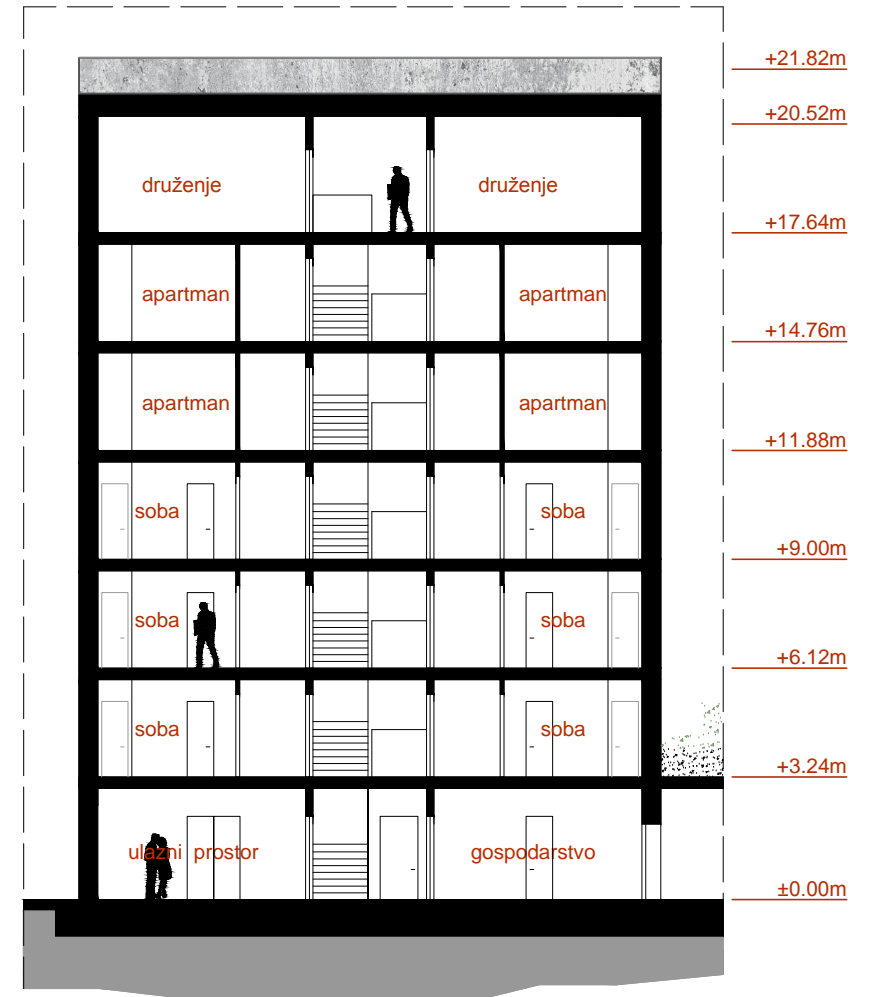 +21.82m
+20.52m
druženje druženje
+17.64m
apartman apartman
+14.76m
apartman apartman
+11.88m
soba soba
+9.00m
soba soba
+6.12m
soba soba
+3.24m
ulazni prostor gospodarstvo
±0.00m